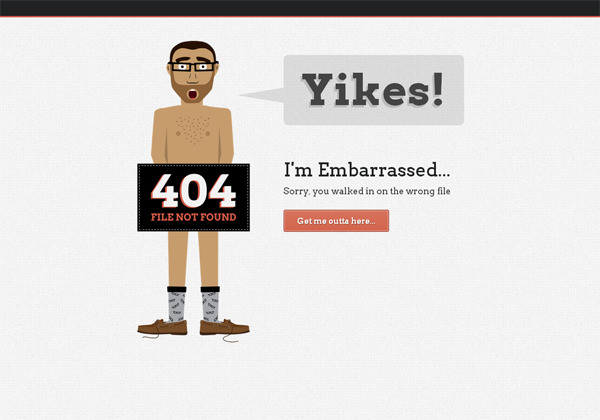 Yikes!
I'm Embarrassed...
Sorry, you walked in on the wrong file
Get me outta here...
404
FILE NOT FOUND